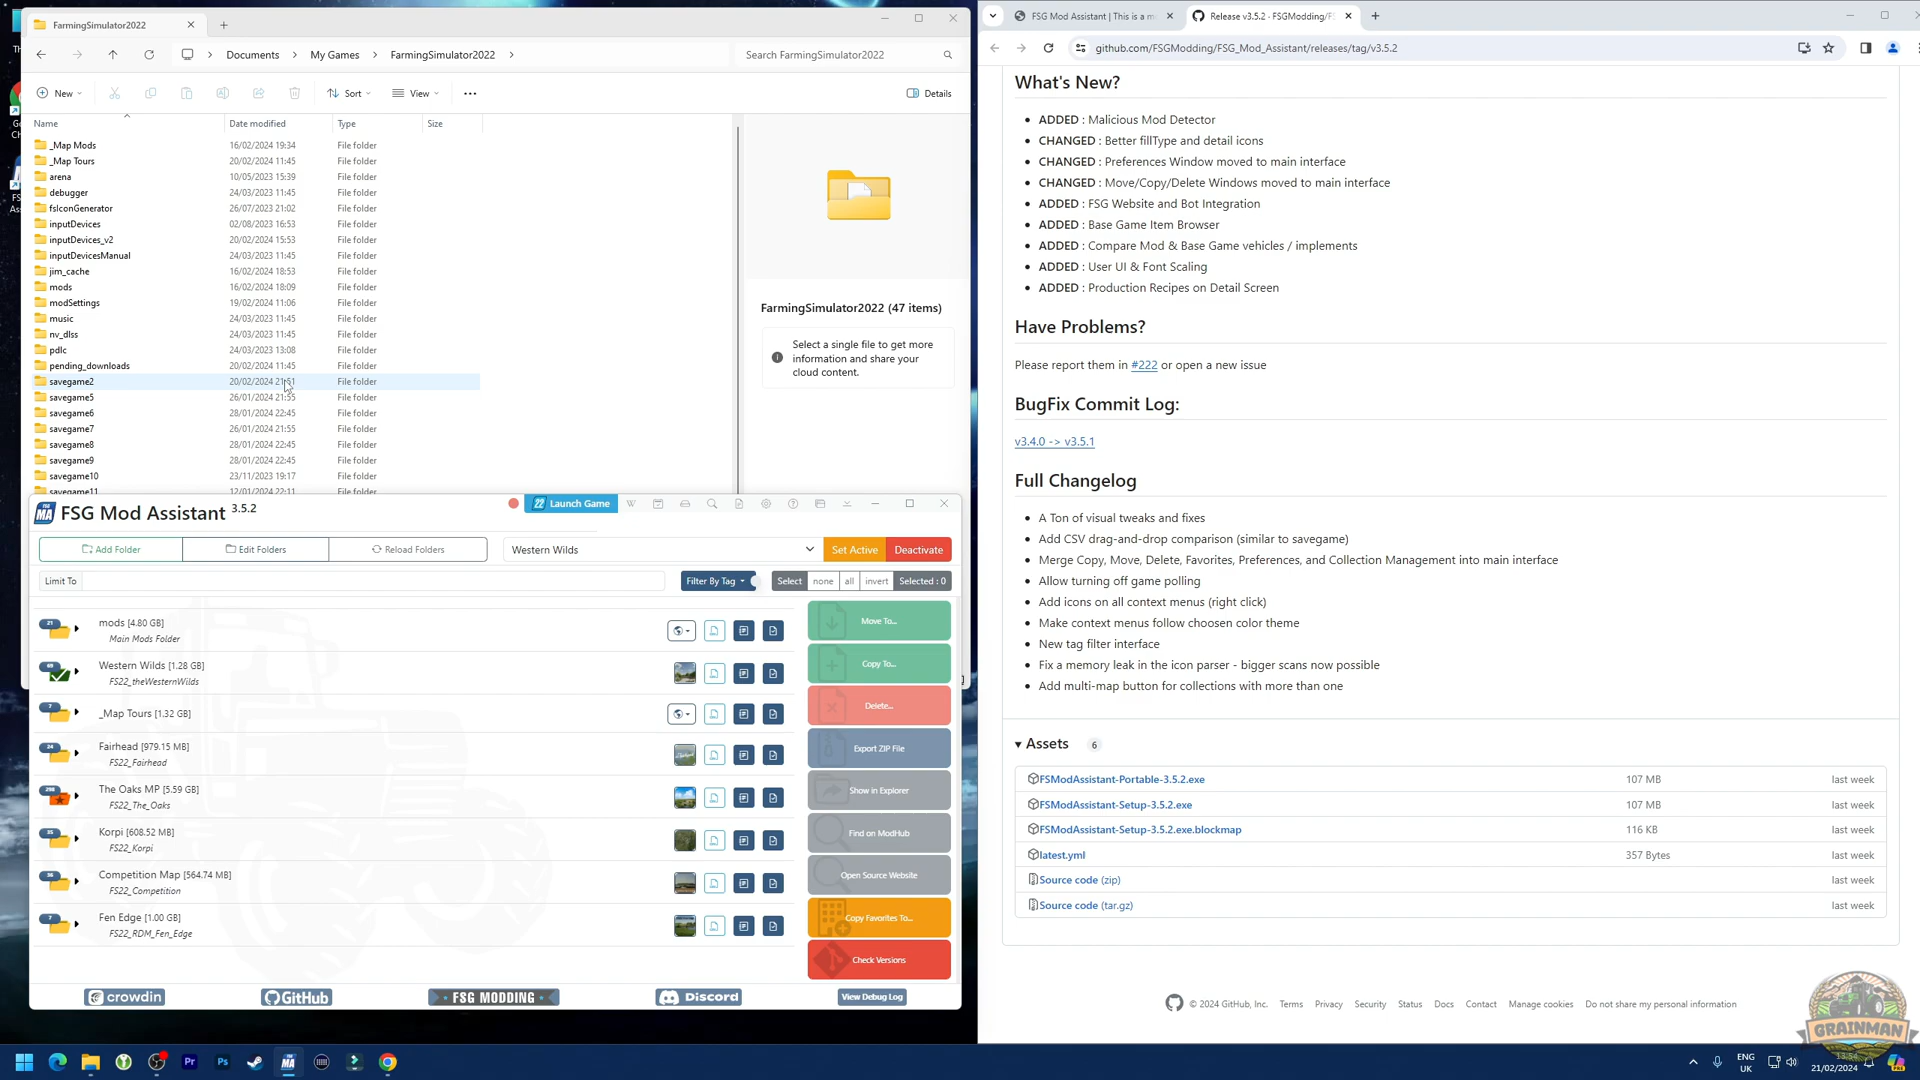 FarmingSimulator2022
Documents > My Games > FarmingSimulator2022 >
Search FarmingSimulator2022
New
Sort
View
Details
Name
Date modified
Type
Size
_Map Mods 16/02/2024 19:34 File folder
_Map Tours 20/02/2024 11:45 File folder
arena 10/05/2023 15:39 File folder
debugger 24/03/2023 11:45 File folder
fsIconGenerator 26/07/2023 21:02 File folder
inputDevices 02/08/2023 16:53 File folder
inputDevices_v2 20/02/2024 15:53 File folder
inputDevicesManual 24/03/2023 11:45 File folder
jim_cache 16/02/2024 18:53 File folder
mods 16/02/2024 18:09 File folder
modSettings 19/02/2024 11:06 File folder
music 24/03/2023 11:45 File folder
nv_dlss 24/03/2023 11:45 File folder
pdlc 24/03/2023 13:08 File folder
pending_downloads 20/02/2024 11:45 File folder
savegame2 20/02/2024 File folder
savegame5 26/01/2024 21:55 File folder
savegame6 28/01/2024 22:45 File folder
savegame7 26/01/2024 21:55 File folder
savegame8 28/01/2024 22:45 File folder
savegame9 28/01/2024 22:45 File folder
savegame10 23/11/2023 19:17 File folder
savegame11 12/01/2024 22:11 File folder
FarmingSimulator2022 (47 items)
Select a single file to get more
information and share your
cloud content.
FSG Mod Assistant 3.5.2
22 Launch Game
Add Folder
Edit Folders
Reload Folders
Western Wilds
Set Active
Deactivate
Limit To
Filter By Tag
Select none all invert Selected : 0
21
mods [4.80 GB]
Main Mods Folder
Western Wilds [1.28 GB]
FS22_theWesternWilds
7
_Map Tours [1.32 GB]
24
Fairhead [979.15 MB]
FS22_Fairhead
298
The Oaks MP [5.59 GB]
FS22_The_Oaks
35
Korpi [608.52 MB]
FS22_Korpi
36
Competition Map [564.74 MB]
FS22_Competition
7
Fen Edge [1.00 GB]
FS22_RDM_Fen_Edge
Move To...
Copy To...
Delete...
Export ZIP File
Show in Explorer
Find on ModHub
Open Source Website
Copy Favorites To...
Check Versions
crowdin
GitHub
FSG MODDING
Discord
View Debug Log
FSG Mod Assistant | This is a m
Release v3.5.2 · FSGModding/F
github.com/FSGModding/FSG_Mod_Assistant/releases/tag/v3.5.2
What's New?
ADDED : Malicious Mod Detector
CHANGED : Better fillType and detail icons
CHANGED : Preferences Window moved to main interface
CHANGED : Move/Copy/Delete Windows moved to main interface
ADDED : FSG Website and Bot Integration
ADDED : Base Game Item Browser
ADDED : Compare Mod & Base Game vehicles / implements
ADDED : User UI & Font Scaling
ADDED : Production Recipes on Detail Screen
Have Problems?
Please report them in #222 or open a new issue
BugFix Commit Log:
v3.4.0 -> v3.5.1
Full Changelog
A Ton of visual tweaks and fixes
Add CSV drag-and-drop comparison (similar to savegame)
Merge Copy, Move, Delete, Favorites, Preferences, and Collection Management into main interface
Allow turning off game polling
Add icons on all context menus (right click)
Make context menus follow choosen color theme
New tag filter interface
Fix a memory leak in the icon parser - bigger scans now possible
Add multi-map button for collections with more than one
Assets 6
FSModAssistant-Portable-3.5.2.exe 107 MB last week
FSModAssistant-Setup-3.5.2.exe 107 MB last week
FSModAssistant-Setup-3.5.2.exe.blockmap 116 KB last week
latest.yml 357 Bytes last week
Source code (zip) last week
Source code (tar.gz) last week
© 2024 GitHub, Inc. Terms Privacy Security Status Docs Contact Manage cookies Do not share my personal information
GRAINMAN
Pr
Ps
MA
ENG
UK
13:54
21/02/2024